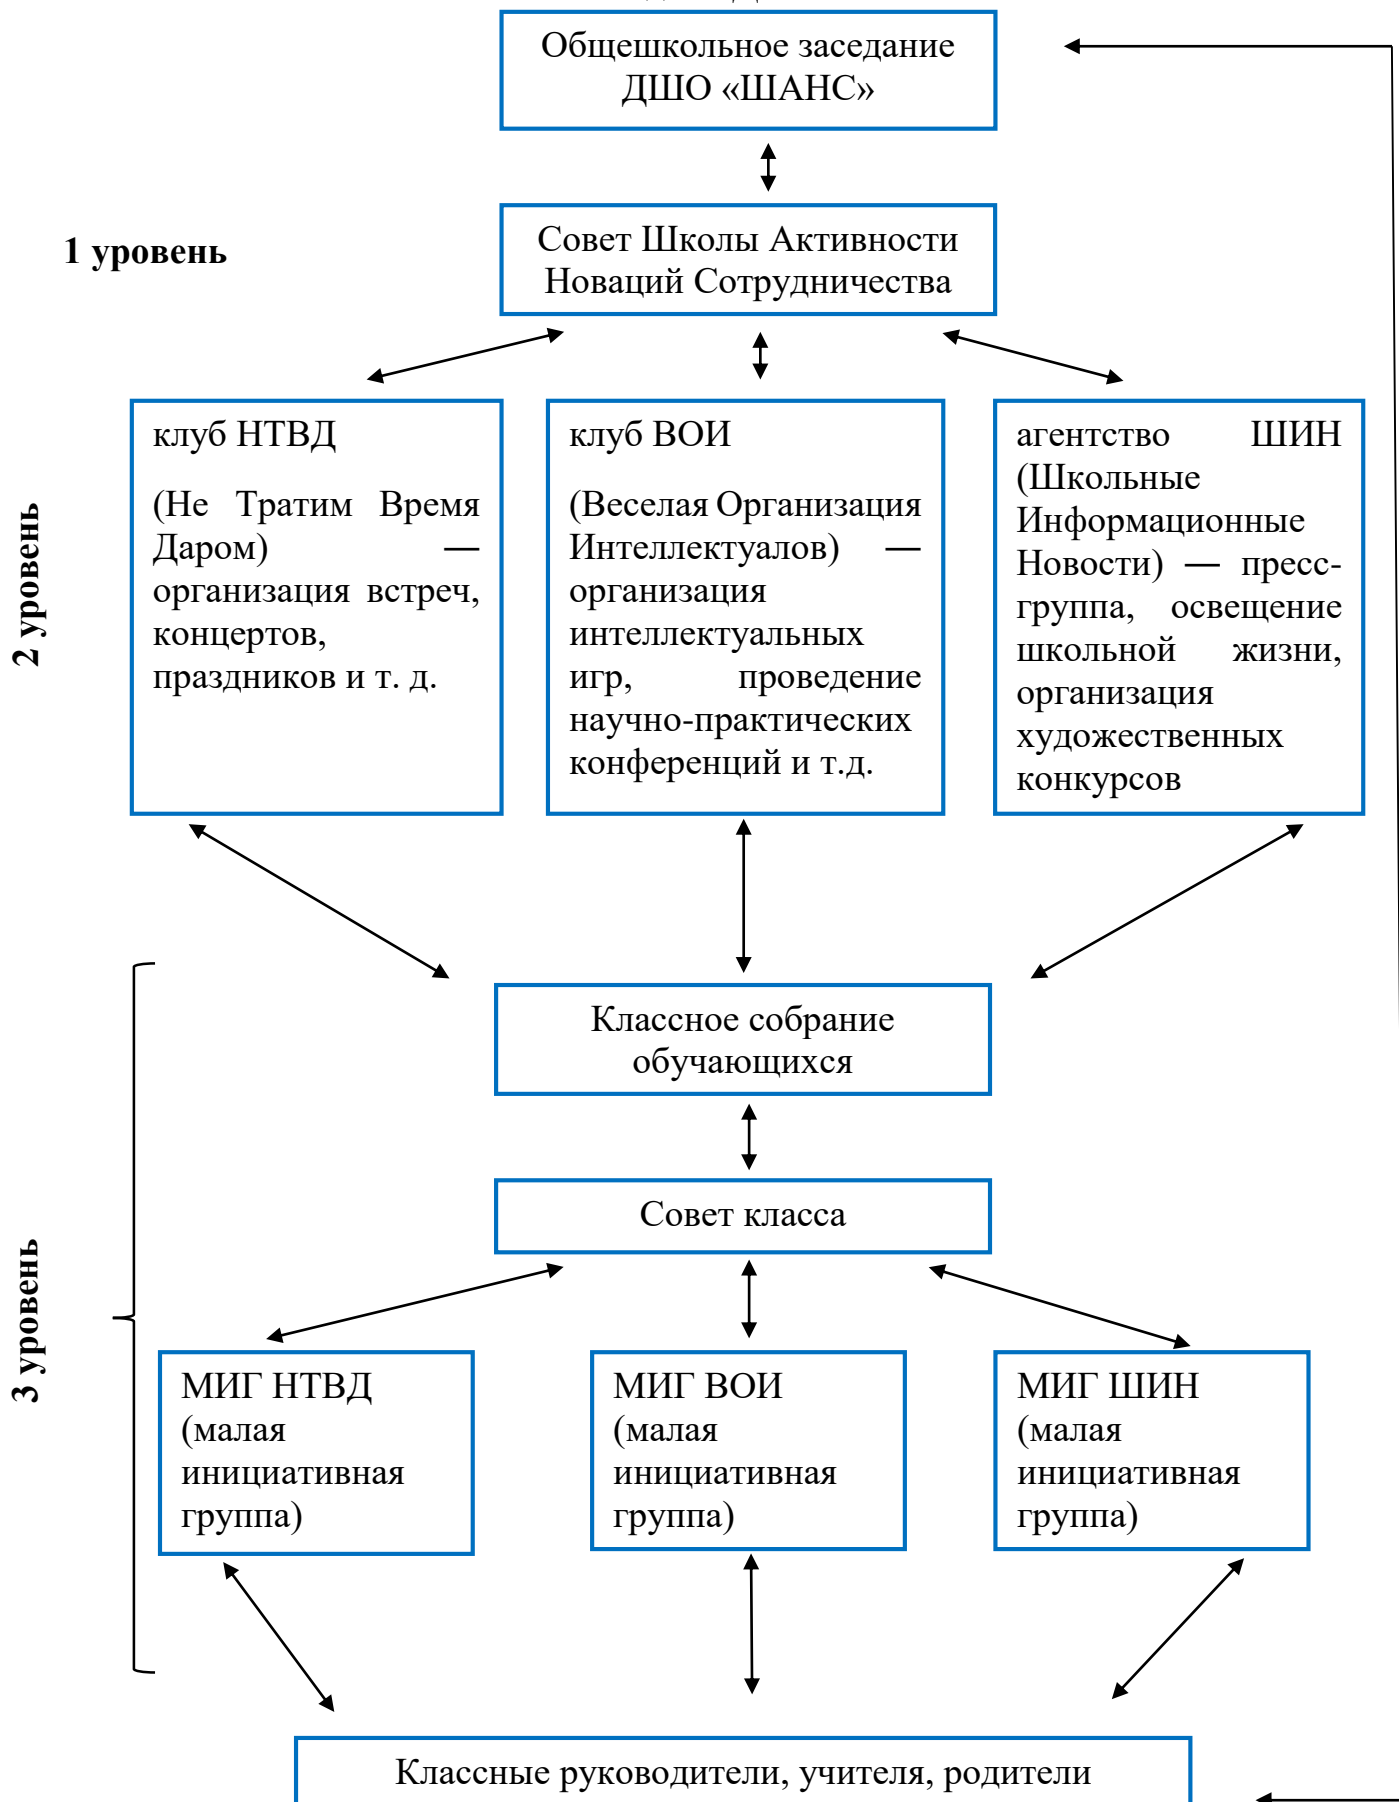 Общешкольное заседание
ДШО «ШАНС»
1 уровень
Совет Школы Активности
Новаций Сотрудничества
2 уровень
клуб НТВД
(Не Тратим Время
Даром) —
организация встреч,
концертов,
праздников и т. д.
клуб ВОИ
(Веселая Организация
Интеллектуалов) —
организация
интеллектуальных
игр, проведение
научно-практических
конференций и т.д.
агентство ШИН
(Школьные
Информационные
Новости) — пресс-
группа, освещение
школьной жизни,
организация
художественных
конкурсов
3 уровень
Классное собрание
обучающихся
Совет класса
МИГ НТВД
(малая
инициативная
группа)
МИГ ВОИ
(малая
инициативная
группа)
МИГ ШИН
(малая
инициативная
группа)
Классные руководители, учителя, родители